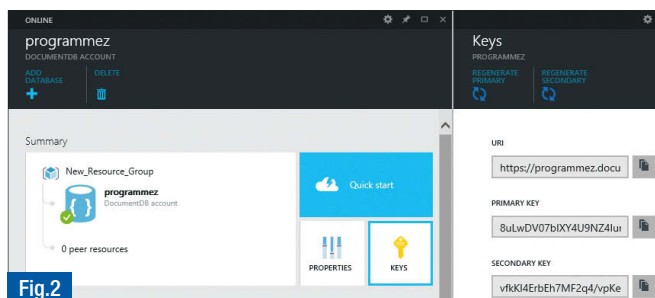 ONLINE
programmez
DOCUMENTDB ACCOUNT
ADD
DATABASE
DELETE
Summary
New_Resource_Group
programmez
DocumentDB account
0 peer resources
Quick start
PROPERTIES
KEYS
Fig.2
Keys
PROGRAMMEZ
REGENERATE
PRIMARY
REGENERATE
SECONDARY
URI
https://programmez.docu
PRIMARY KEY
8uLwDV07bIXY4U9NZ4lur
SECONDARY KEY
vfkKl4ErbEh7MF2q4/vpKe